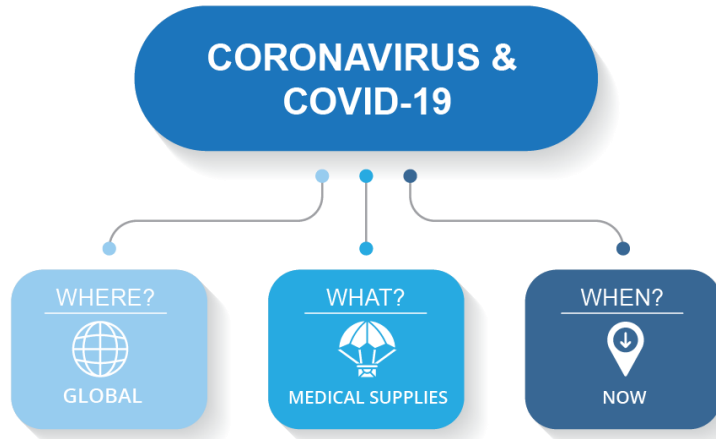 CORONAVIRUS &
COVID-19
WHERE?
GLOBAL
WHAT?
MEDICAL SUPPLIES
WHEN?
NOW